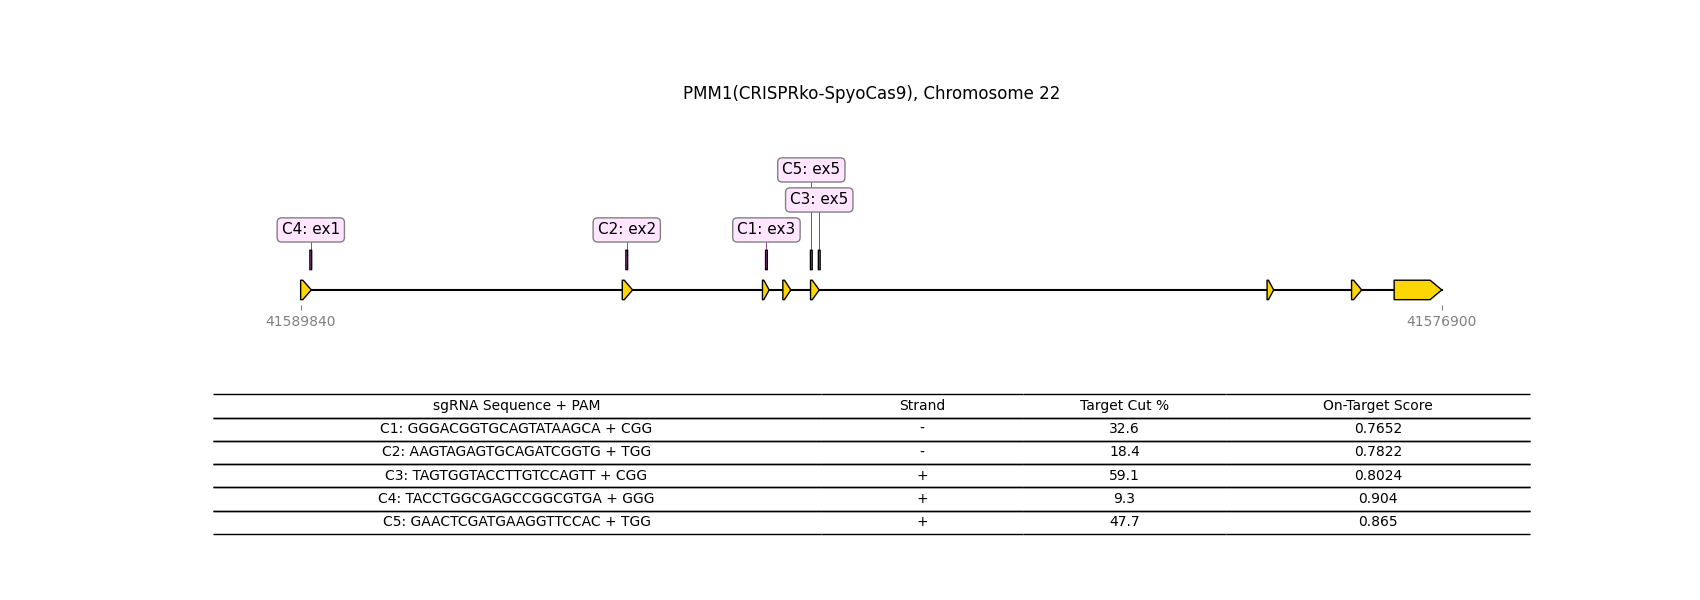 PMM1(CRISPRko-SpyoCas9), Chromosome 22
C5: ex5
C3: ex5
C4: ex1
C2: ex2
C1: ex3
41589840
41576900
sgRNA Sequence + PAM Strand Target Cut % On-Target Score
C1: GGGACGGTGCAGTATAAGCA + CGG - 32.6 0.7652
C2: AAGTAGAGTGCAGATCGGTG + TGG - 18.4 0.7822
C3: TAGTGGTACCTTGTCCAGTT + CGG + 59.1 0.8024
C4: TACCTGGCGAGCCGGCGTGA + GGG + 9.3 0.904
C5: GAACTCGATGAAGGTTCCAC + TGG + 47.7 0.865